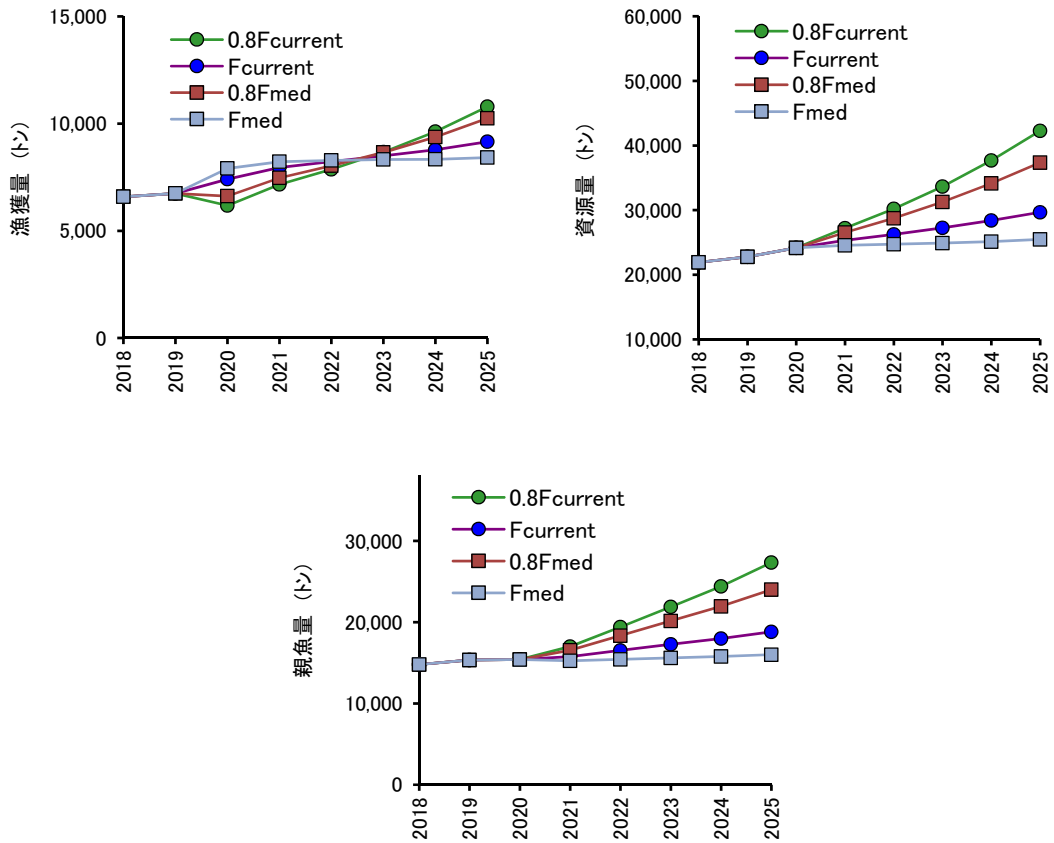 15,000
10,000
5,000
0
漁獲量 (トン)
0.8Fcurrent
Fcurrent
0.8Fmed
Fmed
2018
2019
2020
2021
2022
2023
2024
2025
60,000
50,000
40,000
30,000
20,000
10,000
資源量 (トン)
0.8Fcurrent
Fcurrent
0.8Fmed
Fmed
2018
2019
2020
2021
2022
2023
2024
2025
30,000
20,000
10,000
0
親魚量 (トン)
0.8Fcurrent
Fcurrent
0.8Fmed
Fmed
2018
2019
2020
2021
2022
2023
2024
2025